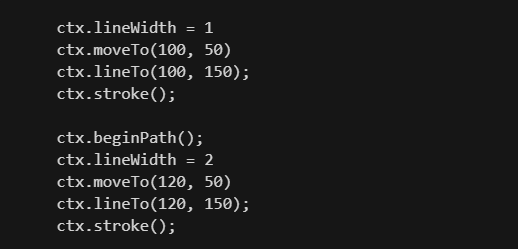 ctx.lineWidth = 1
ctx.moveTo(100, 50)
ctx.lineTo(100, 150);
ctx.stroke();
ctx.beginPath();
ctx.lineWidth = 2
ctx.moveTo(120, 50)
ctx.lineTo(120, 150);
ctx.stroke();